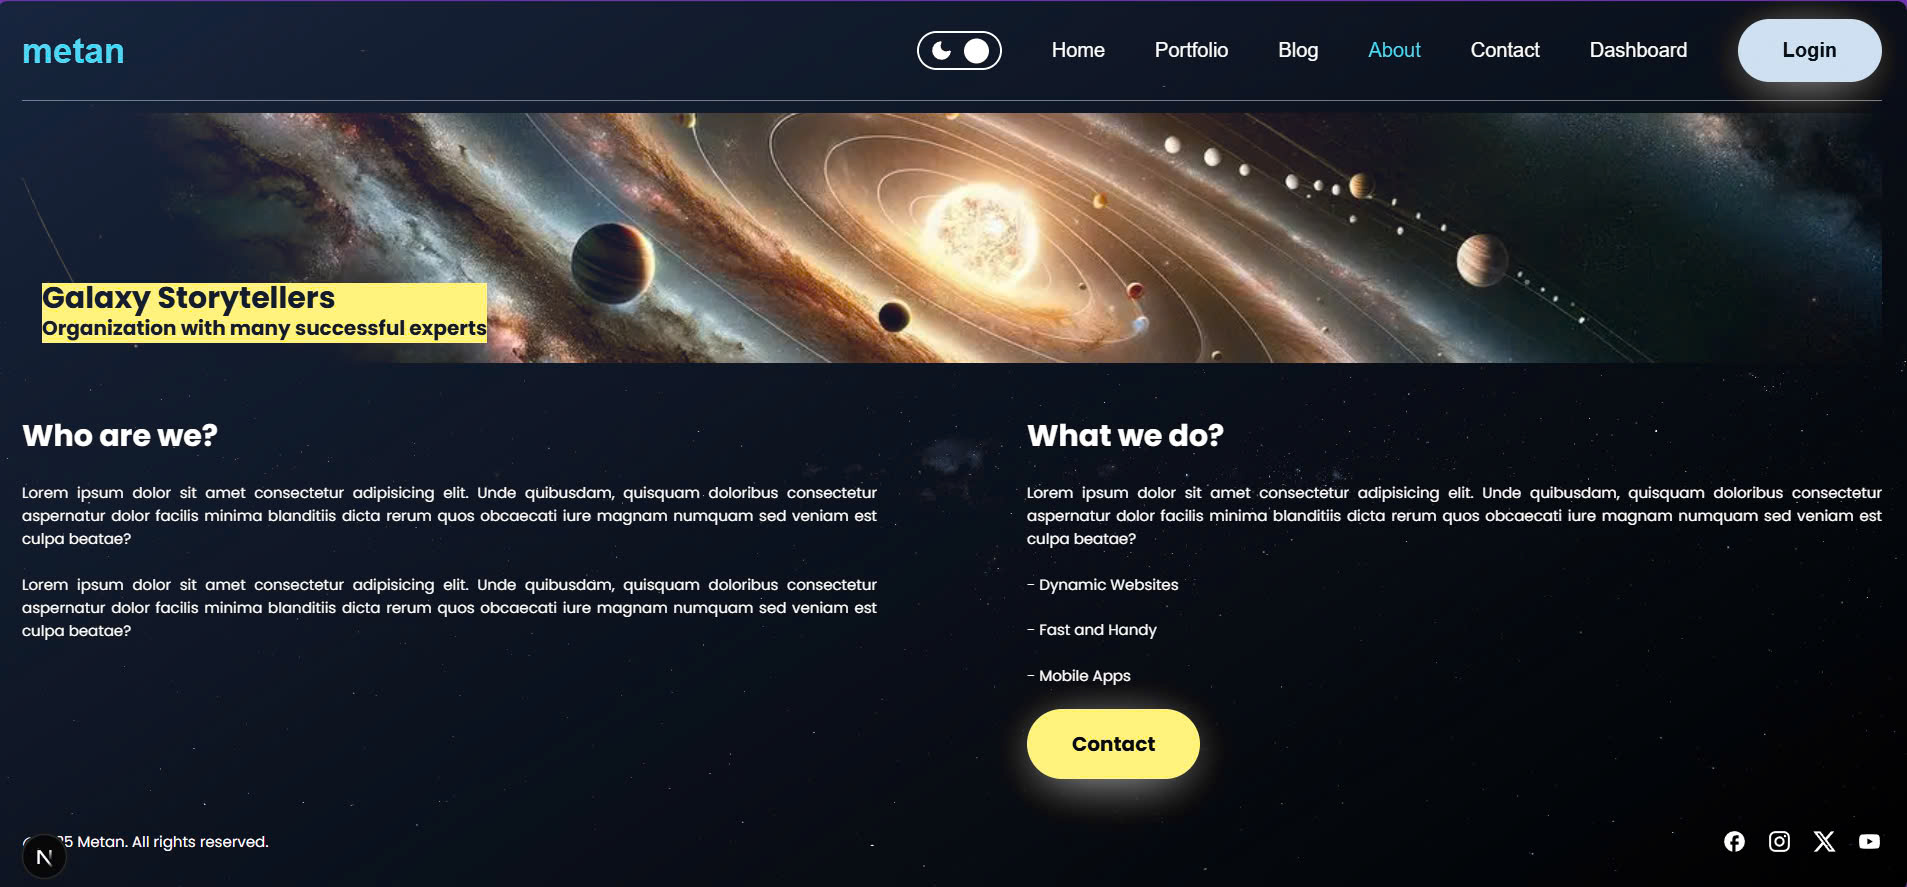 metan
Home Portfolio Blog About Contact Dashboard Login
Galaxy Storytellers
Organization with many successful experts
Who are we?
Lorem ipsum dolor sit amet consectetur adipisicing elit. Unde quibusdam, quisquam doloribus consectetur
aspernatur dolor facilis minima blanditiis dicta rerum quos obcaecati iure magnam numquam sed veniam est
culpa beatae?
Lorem ipsum dolor sit amet consectetur adipisicing elit. Unde quibusdam, quisquam doloribus consectetur
aspernatur dolor facilis minima blanditiis dicta rerum quos obcaecati iure magnam numquam sed veniam est
culpa beatae?
What we do?
Lorem ipsum dolor sit amet consectetur adipisicing elit. Unde quibusdam, quisquam doloribus consectetur
aspernatur dolor facilis minima blanditiis dicta rerum quos obcaecati iure magnam numquam sed veniam est
culpa beatae?
- Dynamic Websites
- Fast and Handy
- Mobile Apps
Contact
Metan. All rights reserved.
N